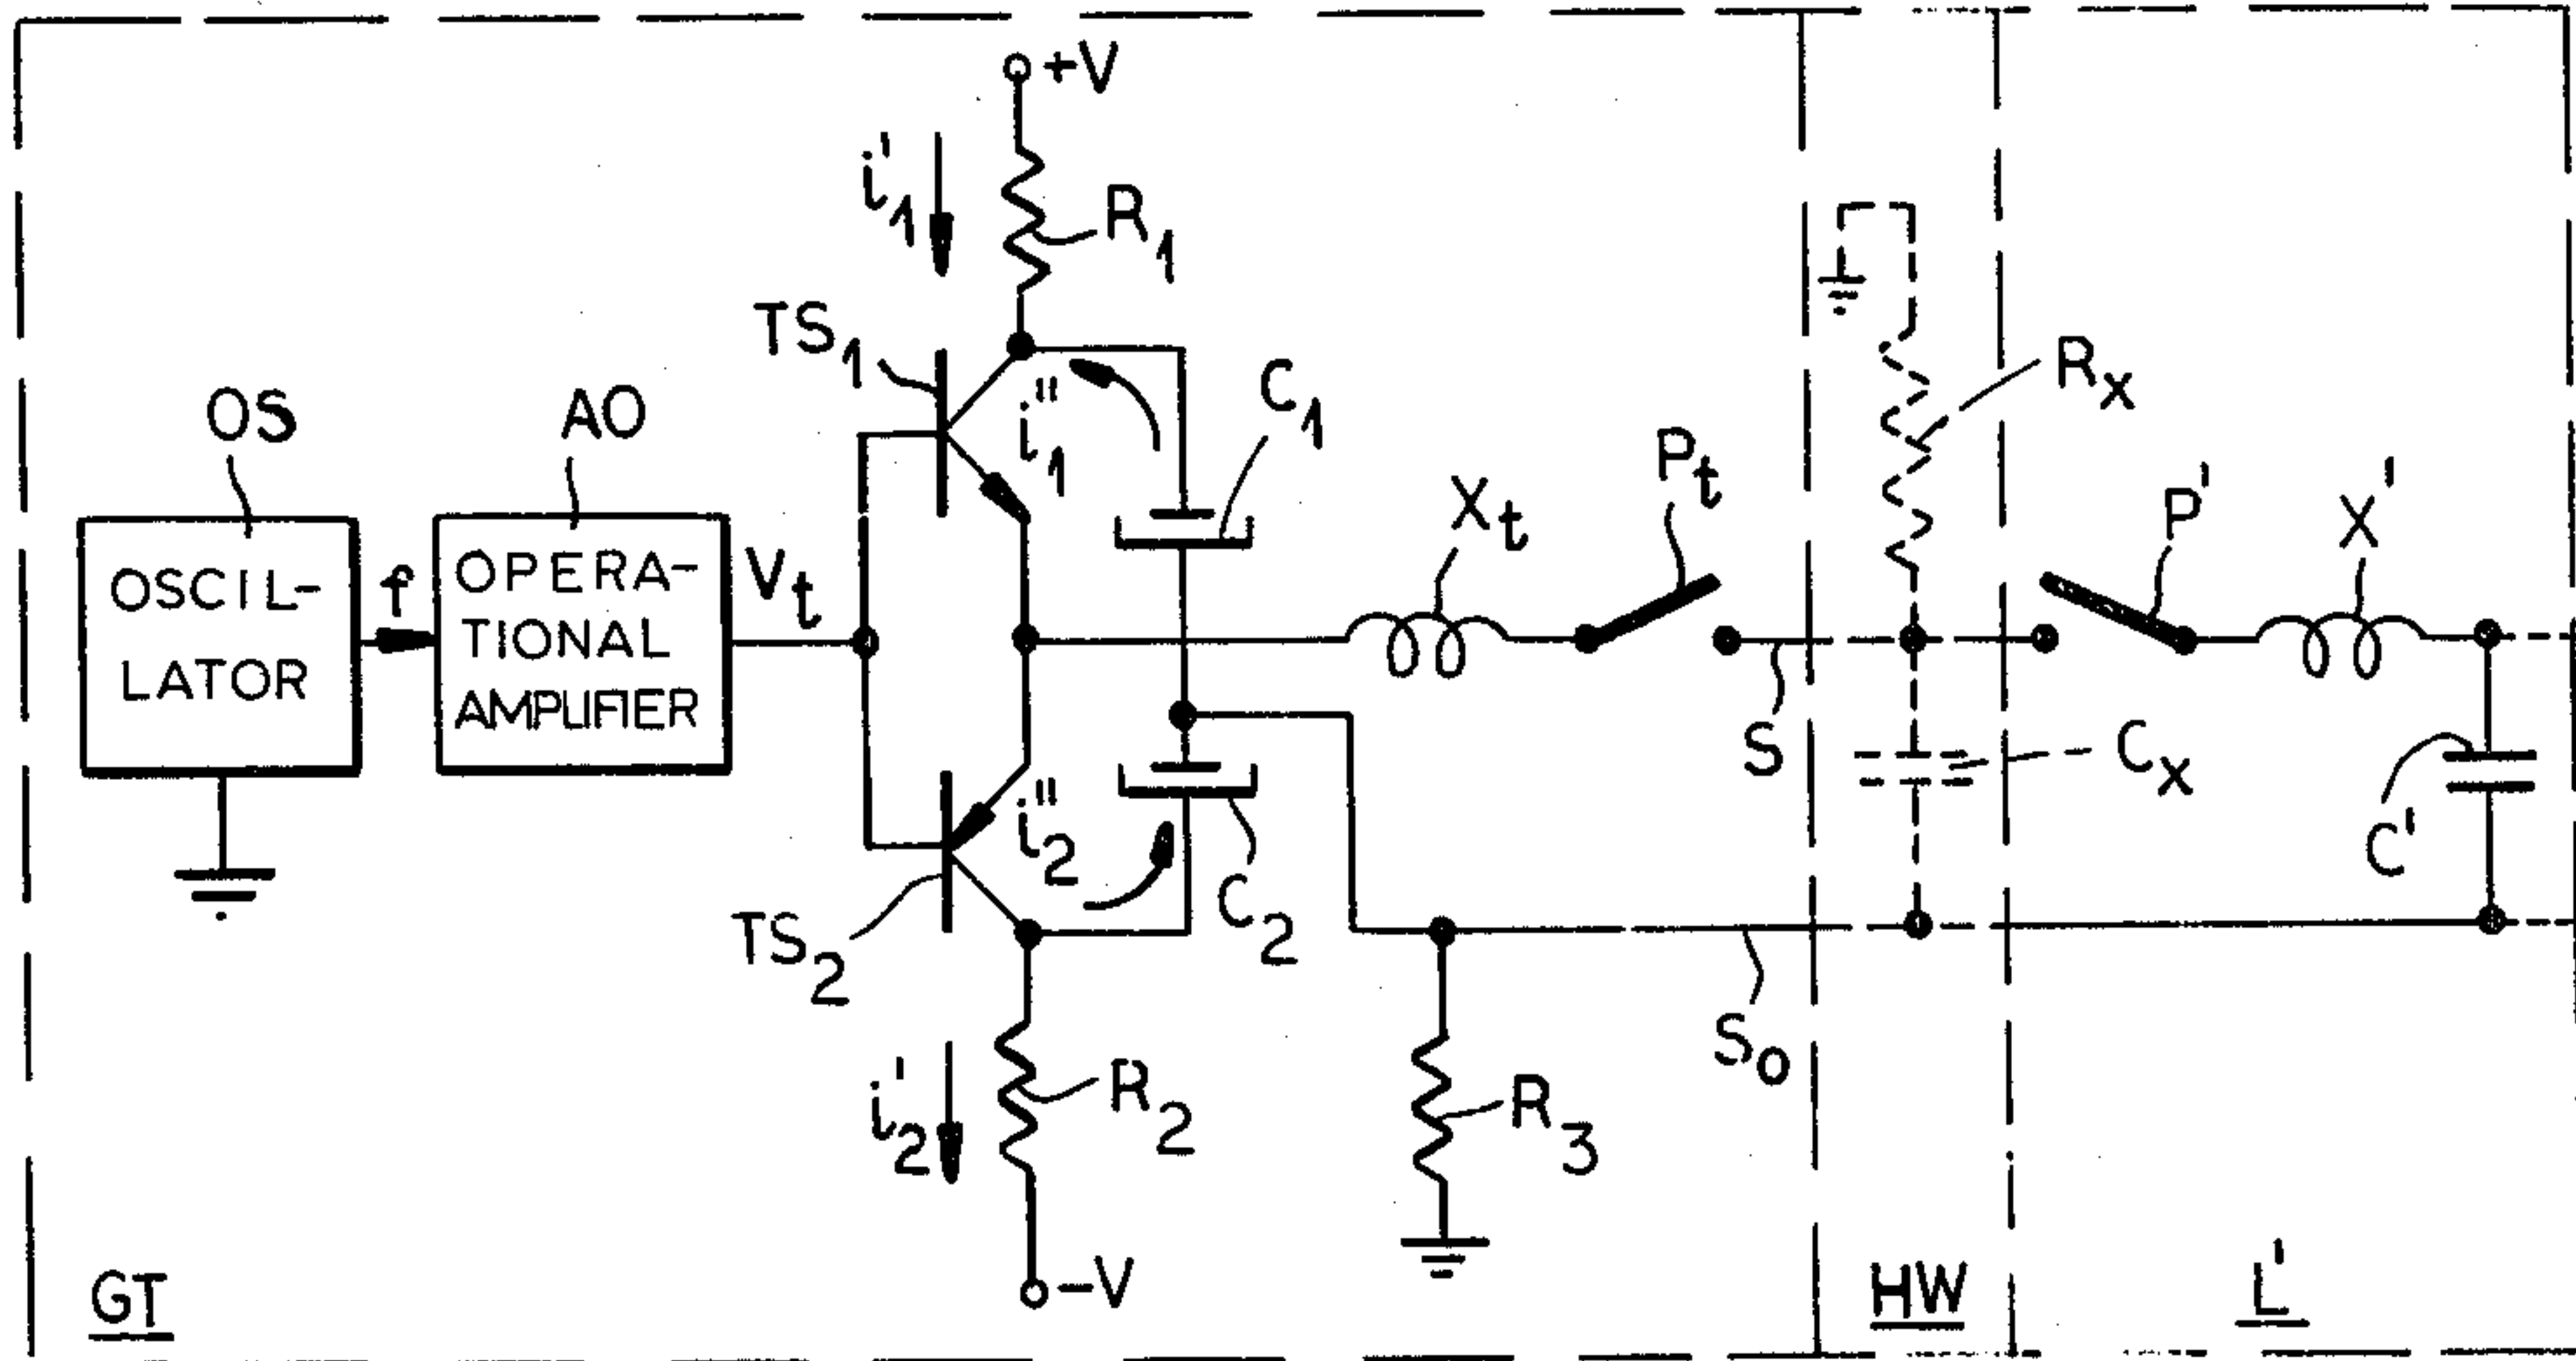 +V
i'₁
R₁
TS₁
i''₁
C₁
Rₓ
OS
AO
Xₜ
Pₜ
P'
X'
OSCIL-
LATOR
f
OPERA-
TIONAL
AMPLIFIER
Vₜ
S
Cₓ
C'
i''₂
C₂
TS₂
S₀
i'₂
R₂
R₃
-V
GT
HW
L'